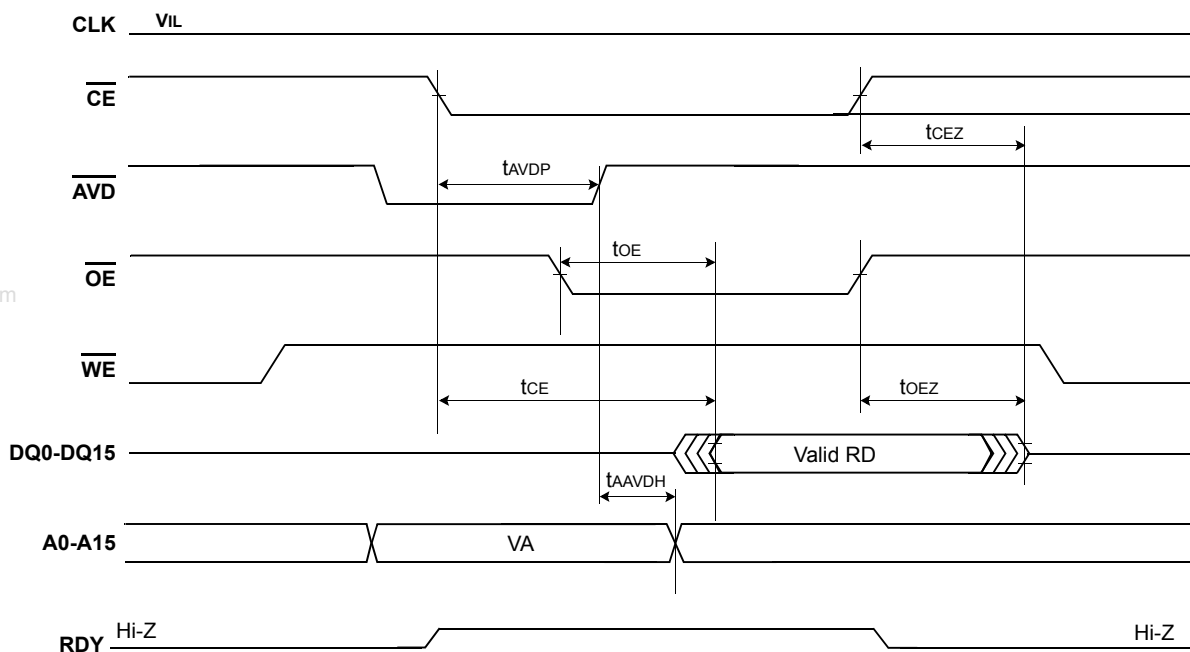 CLK VIL
CE
tCEZ
AVD tAVDP
OE tOE
m
WE
tCE tOEZ
DQ0-DQ15 Valid RD
tAAVDH
A0-A15 VA
RDY Hi-Z Hi-Z